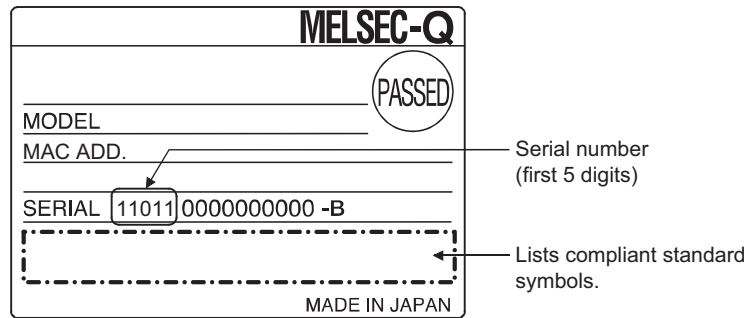 MELSEC-Q
PASSED
MODEL
MAC ADD.
Serial number
(first 5 digits)
SERIAL 11011 0000000000 -B
Lists compliant standard
symbols.
MADE IN JAPAN